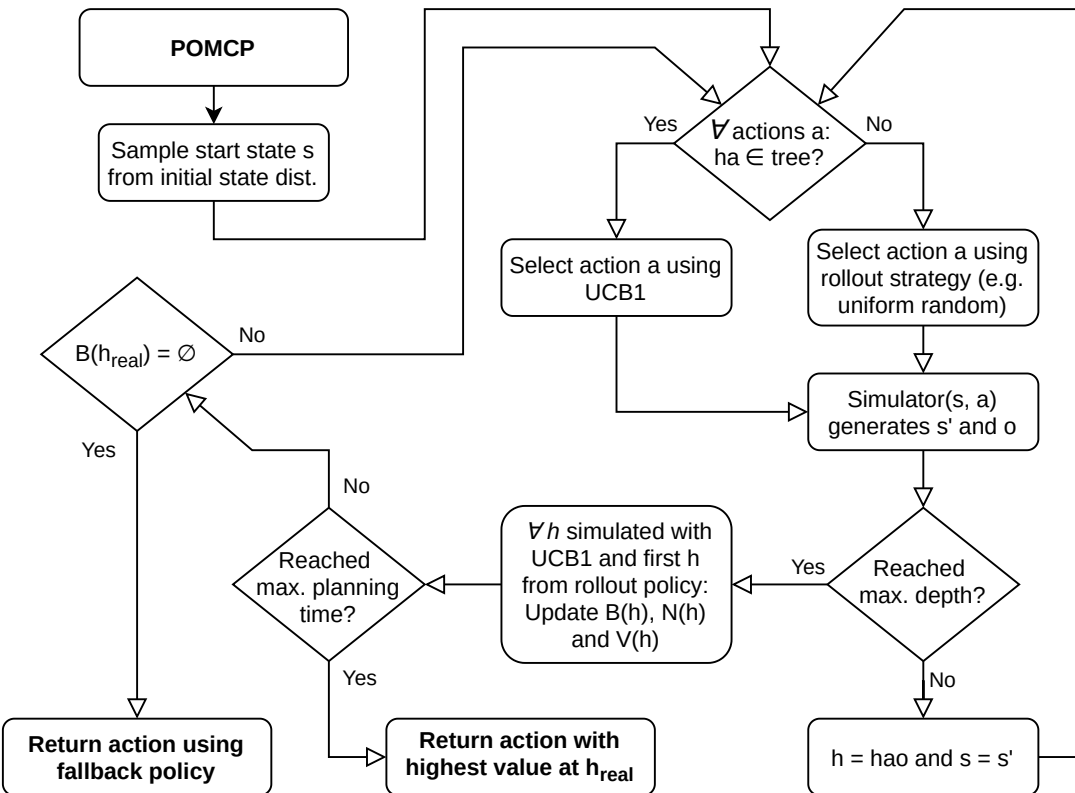 POMCP
Sample start state s
from initial state dist.
Yes
∀ actions a:
ha ∈ tree?
No
Select action a using
UCB1
Select action a using
rollout strategy (e.g.
uniform random)
No
B(h_real) = ∅
Yes
Simulator(s, a)
generates s' and o
No
Reached
max. planning
time?
Yes
∀ h simulated with
UCB1 and first h
from rollout policy:
Update B(h), N(h)
and V(h)
Yes
Reached
max. depth?
No
Return action using
fallback policy
Return action with
highest value at h_real
h = hao and s = s'